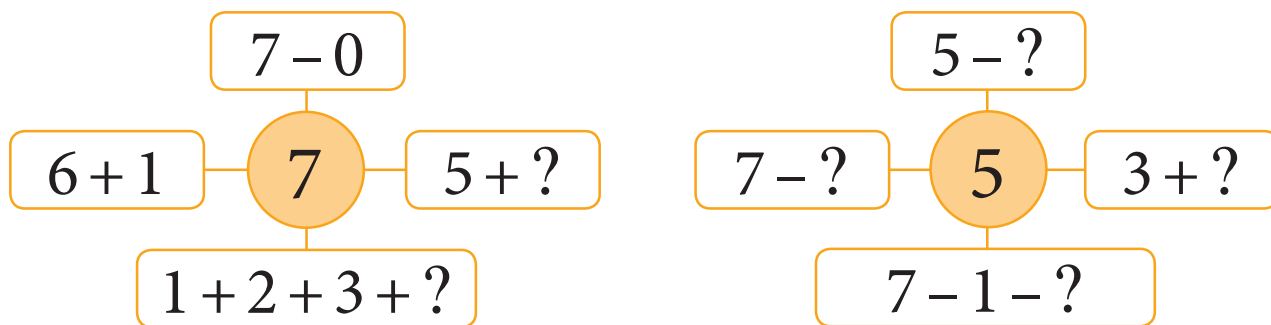 7 – 0
6 + 1
7
5 + ?
1 + 2 + 3 + ?
5 – ?
7 – ?
5
3 + ?
7 – 1 – ?